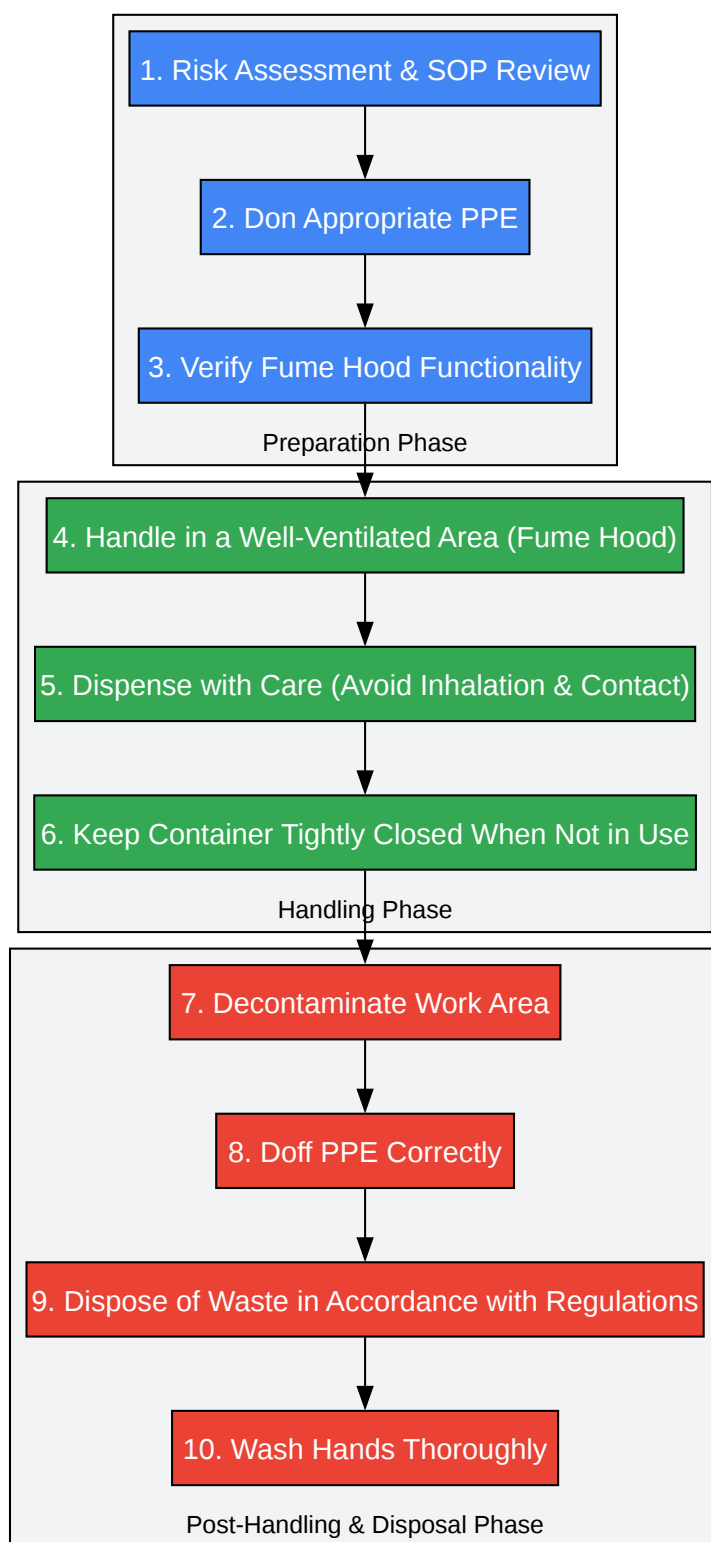 1. Risk Assessment & SOP Review
2. Don Appropriate PPE
3. Verify Fume Hood Functionality
Preparation Phase
4. Handle in a Well-Ventilated Area (Fume Hood)
5. Dispense with Care (Avoid Inhalation & Contact)
6. Keep Container Tightly Closed When Not in Use
Handling Phase
7. Decontaminate Work Area
8. Doff PPE Correctly
9. Dispose of Waste in Accordance with Regulations
10. Wash Hands Thoroughly
Post-Handling & Disposal Phase